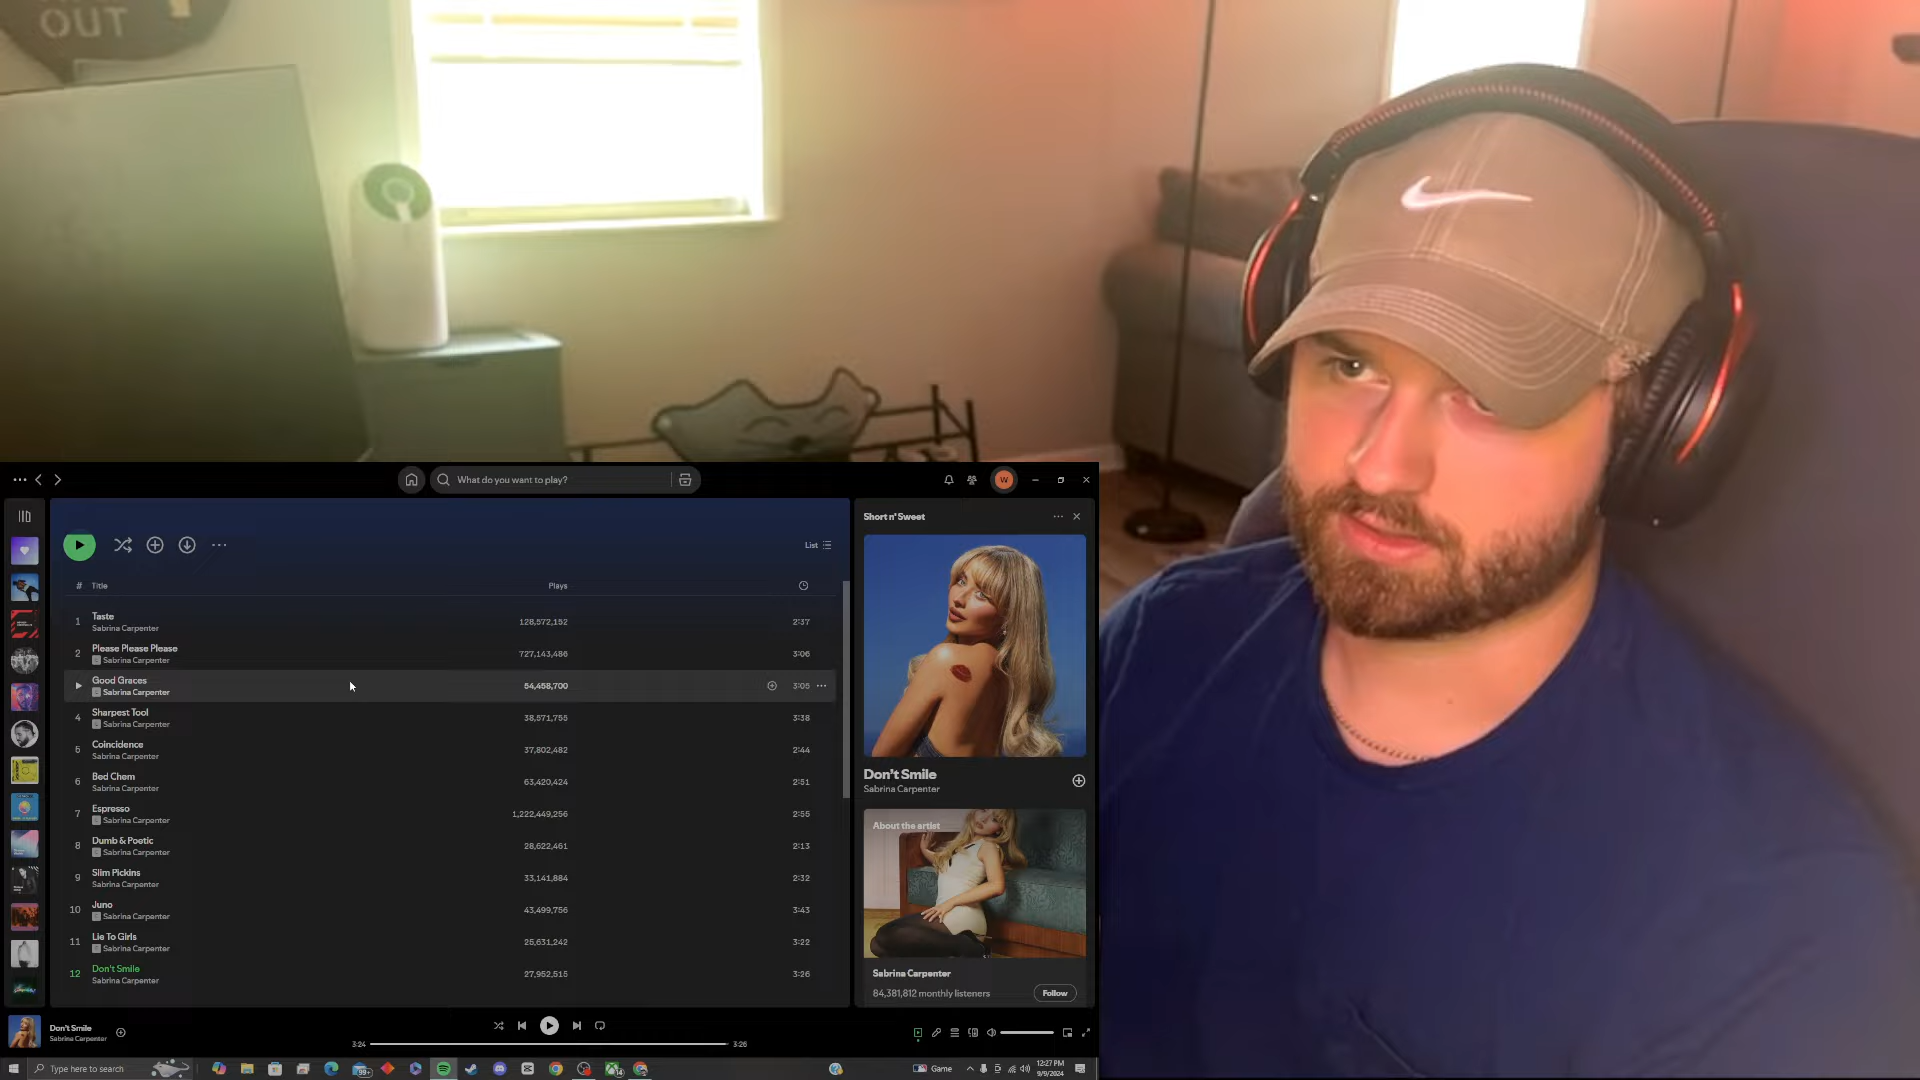 OUT
What do you want to play?
W
List
# Title Plays
1 Taste 128,572,152 2:37
Sabrina Carpenter
2 Please Please Please 727,143,486 3:06
E Sabrina Carpenter
Good Graces 54,458,700 3:05
E Sabrina Carpenter
4 Sharpest Tool 38,571,755 3:38
E Sabrina Carpenter
5 Coincidence 37,802,482 2:44
Sabrina Carpenter
6 Bed Chem 63,420,424 2:51
E Sabrina Carpenter
7 Espresso 1,222,449,256 2:55
E Sabrina Carpenter
8 Dumb & Poetic 28,622,461 2:13
E Sabrina Carpenter
9 Slim Pickins 33,141,884 2:32
Sabrina Carpenter
10 Juno 43,499,756 3:43
E Sabrina Carpenter
11 Lie To Girls 25,631,242 3:22
E Sabrina Carpenter
12 Don't Smile 27,952,515 3:26
Sabrina Carpenter
Short n' Sweet
Don't Smile
Sabrina Carpenter
About the artist
Sabrina Carpenter
84,381,812 monthly listeners Follow
Don't Smile
Sabrina Carpenter
3:24 3:26
Type here to search 99+ Game 12:27 PM
9/9/2024